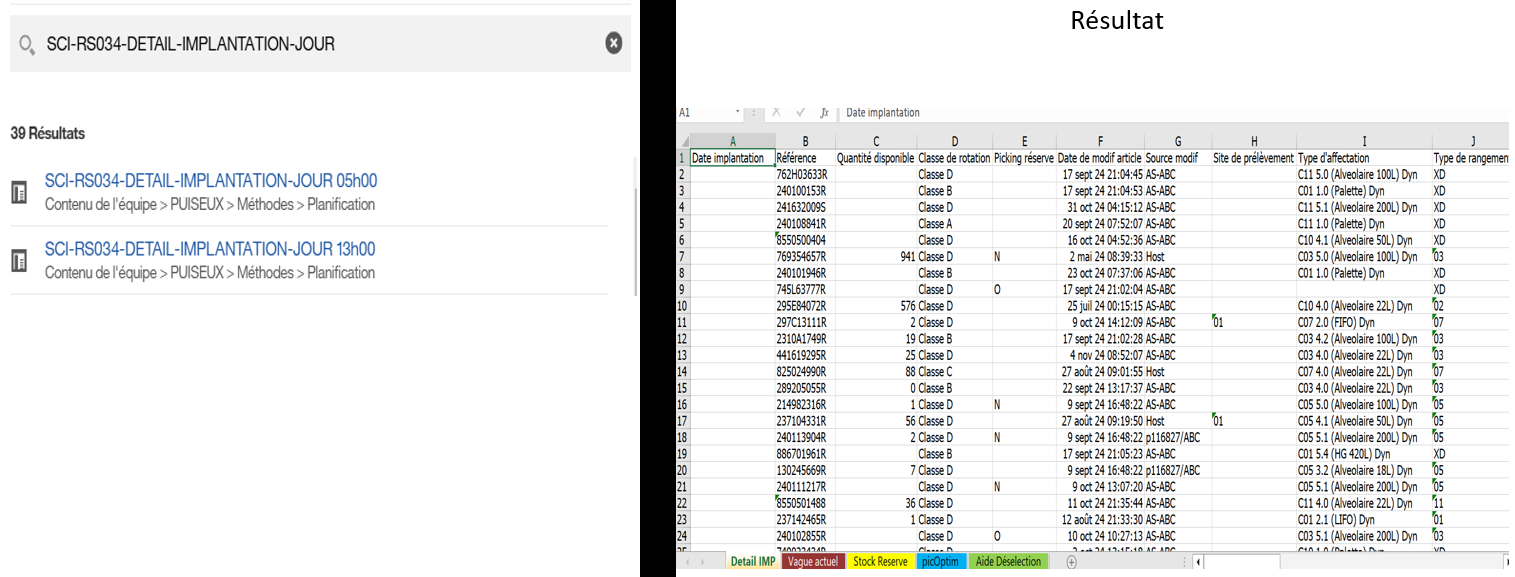 SCI-RS034-DETAIL-IMPLANTATION-JOUR
39 Résultats
SCI-RS034-DETAIL-IMPLANTATION-JOUR 05h00
Contenu de l'équipe > PUISEUX > Méthodes > Planification
SCI-RS034-DETAIL-IMPLANTATION-JOUR 13h00
Contenu de l'équipe > PUISEUX > Méthodes > Planification
Résultat
A1 fx Date implantation
A B C D E F G H I J
1 Date implantation Référence Quantité disponible Classe de rotation Picking réserve Date de modif article Source modif Site de prélèvement Type d'affectation Type de rangemen
2 762H03633R Classe D 17 sept 24 21:04:45 AS-ABC C11 5.0 (Alveolaire 100L) Dyn XD
3 240100153R Classe B 17 sept 24 21:04:53 AS-ABC C01 1.0 (Palette) Dyn XD
4 241632009S Classe D 31 oct 24 04:15:12 AS-ABC C11 5.1 (Alveolaire 200L) Dyn XD
5 240108841R Classe A 20 sept 24 07:52:07 AS-ABC C11 1.0 (Palette) Dyn XD
6 8550500404 Classe D 16 oct 24 04:52:36 AS-ABC C10 4.1 (Alveolaire 50L) Dyn XD
7 769354657R 941 Classe D N 2 mai 24 08:39:33 Host C03 5.0 (Alveolaire 100L) Dyn 03
8 240101946R Classe B 23 oct 24 07:37:06 AS-ABC C01 1.0 (Palette) Dyn XD
9 745L63777R Classe D O 17 sept 24 21:02:04 AS-ABC XD
10 295E84072R 576 Classe D 25 juil 24 00:15:15 AS-ABC C10 4.0 (Alveolaire 22L) Dyn 02
11 297C13111R 2 Classe D 9 oct 24 14:12:09 AS-ABC 01 C07 2.0 (FIFO) Dyn 07
12 2310A1749R 19 Classe B 17 sept 24 21:02:28 AS-ABC C03 4.2 (Alveolaire 100L) Dyn 03
13 441619295R 25 Classe D 4 nov 24 08:52:07 AS-ABC C03 4.0 (Alveolaire 22L) Dyn 03
14 825024990R 88 Classe C 27 août 24 09:01:55 Host C07 4.0 (Alveolaire 22L) Dyn 07
15 289205055R 0 Classe B 22 sept 24 13:17:37 AS-ABC C03 4.0 (Alveolaire 22L) Dyn 03
16 214982316R 1 Classe D N 9 sept 24 16:48:22 AS-ABC C05 5.0 (Alveolaire 100L) Dyn 05
17 237104331R 56 Classe D 27 août 24 09:19:50 Host 01 C05 4.1 (Alveolaire 50L) Dyn 05
18 240113904R 2 Classe D N 9 sept 24 16:48:22 p116827/ABC C05 5.1 (Alveolaire 200L) Dyn 05
19 886701961R Classe B 17 sept 24 21:05:23 AS-ABC C01 5.4 (HG 420L) Dyn XD
20 130245669R 7 Classe D 9 sept 24 16:48:22 p116827/ABC C05 3.2 (Alveolaire 18L) Dyn 05
21 240111217R Classe D N 9 oct 24 13:07:20 AS-ABC C05 5.1 (Alveolaire 200L) Dyn 05
22 8550501488 36 Classe D 11 oct 24 21:35:44 AS-ABC C11 4.0 (Alveolaire 22L) Dyn 11
23 237142465R 1 Classe D 12 août 24 21:33:30 AS-ABC C01 2.1 (LIFO) Dyn 01
24 240102855R Classe D O 10 oct 24 10:27:13 AS-ABC C03 5.1 (Alveolaire 200L) Dyn 03
Detail IMP Vague actuel Stock Reserve picOptim Aide Déselection